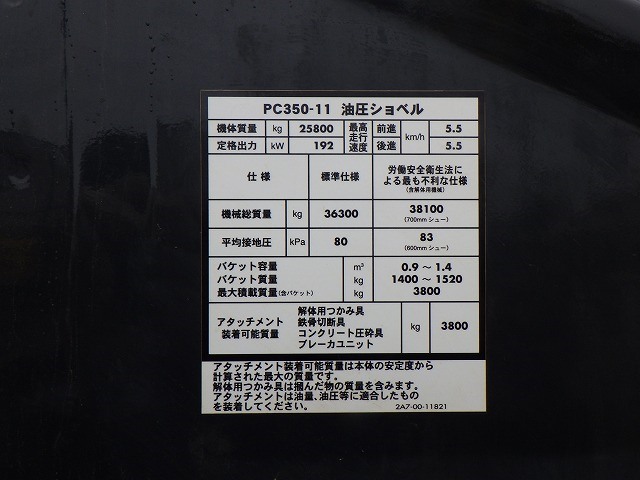 PC350-11 油圧ショベル
機体質量 kg 25800 最高走行速度 前進 km/h 5.5
定格出力 kW 192 後進 5.5
仕様 標準仕様 労働安全衛生法による最も不利な仕様 (含解体用機械)
機械総質量 kg 36300 38100 (700mmシュー)
平均接地圧 kPa 80 83 (600mmシュー)
バケット容量 m³ 0.9 ～ 1.4
バケット質量 kg 1400 ～ 1520
最大積載質量(含バケット) kg 3800
アタッチメント装着可能質量 解体用つかみ具 kg 3800
鉄骨切断具
コンクリート圧砕具
ブレーカユニット
アタッチメント装着可能質量は本体の安定度から
計算された最大の質量です。
解体用つかみ具は掴んだ物の質量を含みます。
アタッチメントは油量、油圧等に適合したもの
を装着してください。 2A7-00-11821